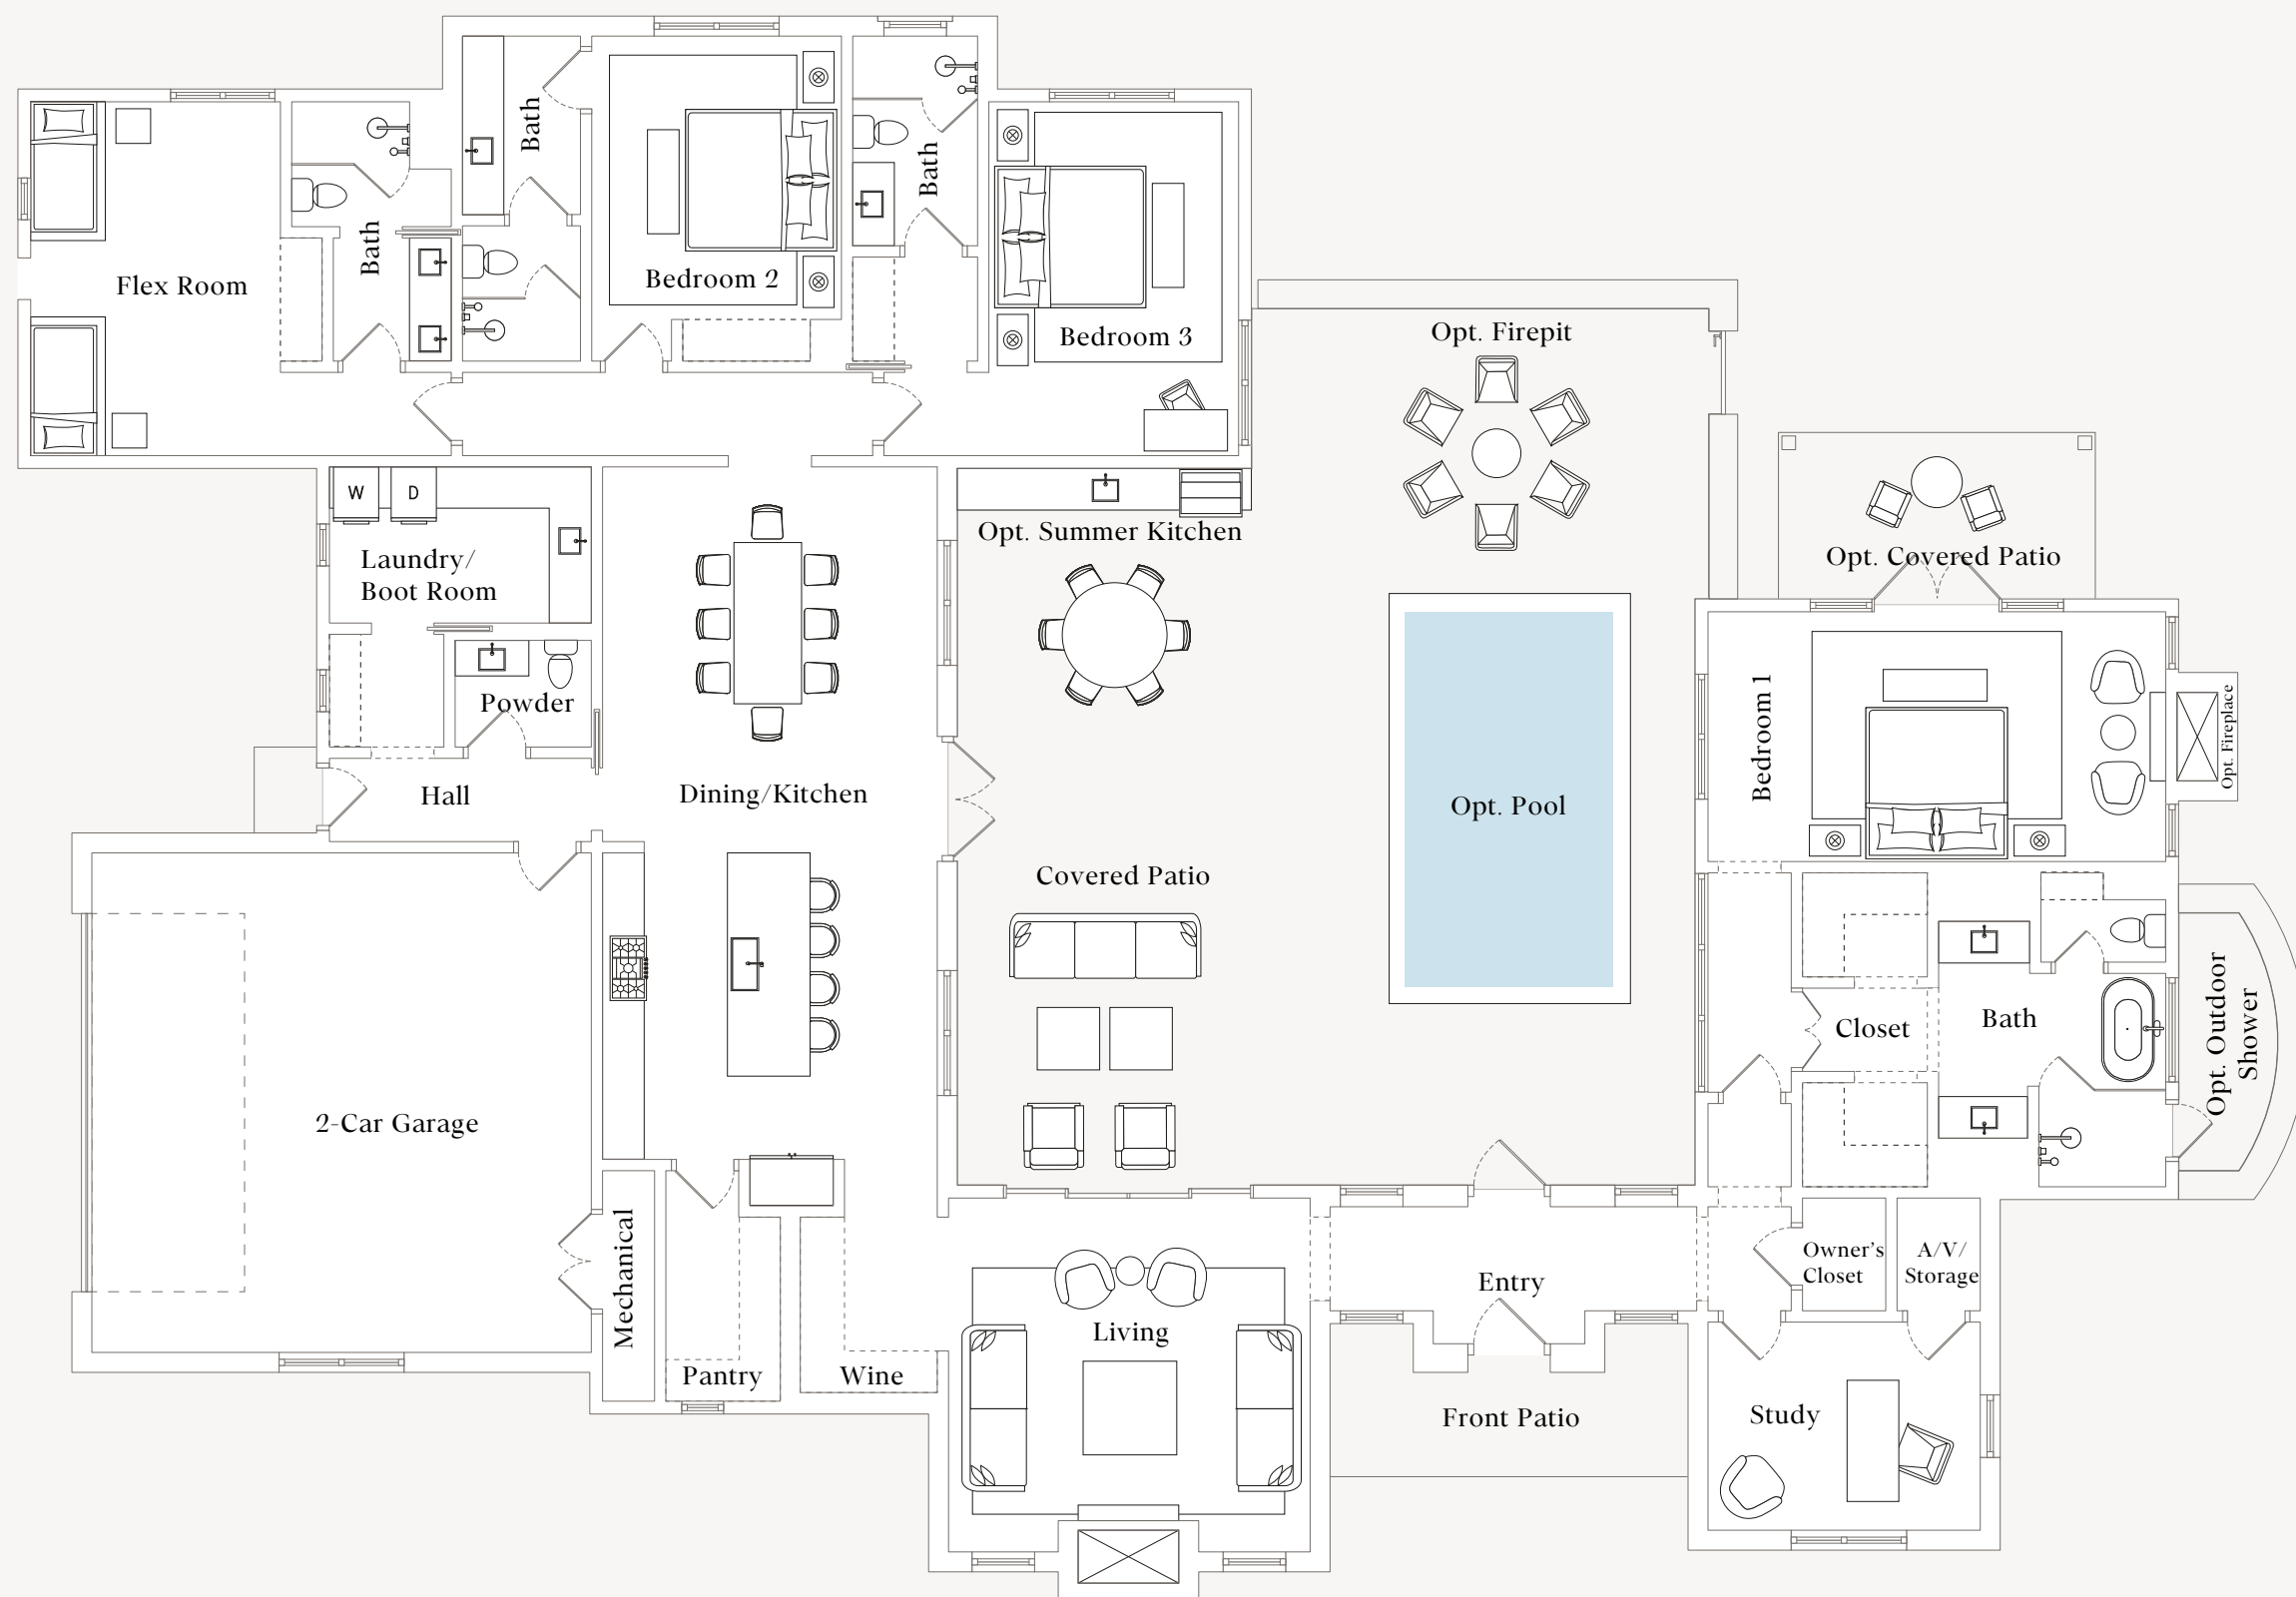 Bath
Bath
Bath
Flex Room
Bedroom 2
Bedroom 3
Opt. Firepit
W
D
Opt. Summer Kitchen
Laundry/
Boot Room
Opt. Covered Patio
Powder
Bedroom 1
Opt. Fireplace
Hall
Dining/Kitchen
Opt. Pool
Covered Patio
Closet
Bath
Opt. Outdoor
Shower
2-Car Garage
Mechanical
Owner's
Closet
A/V/
Storage
Entry
Living
Pantry
Wine
Front Patio
Study